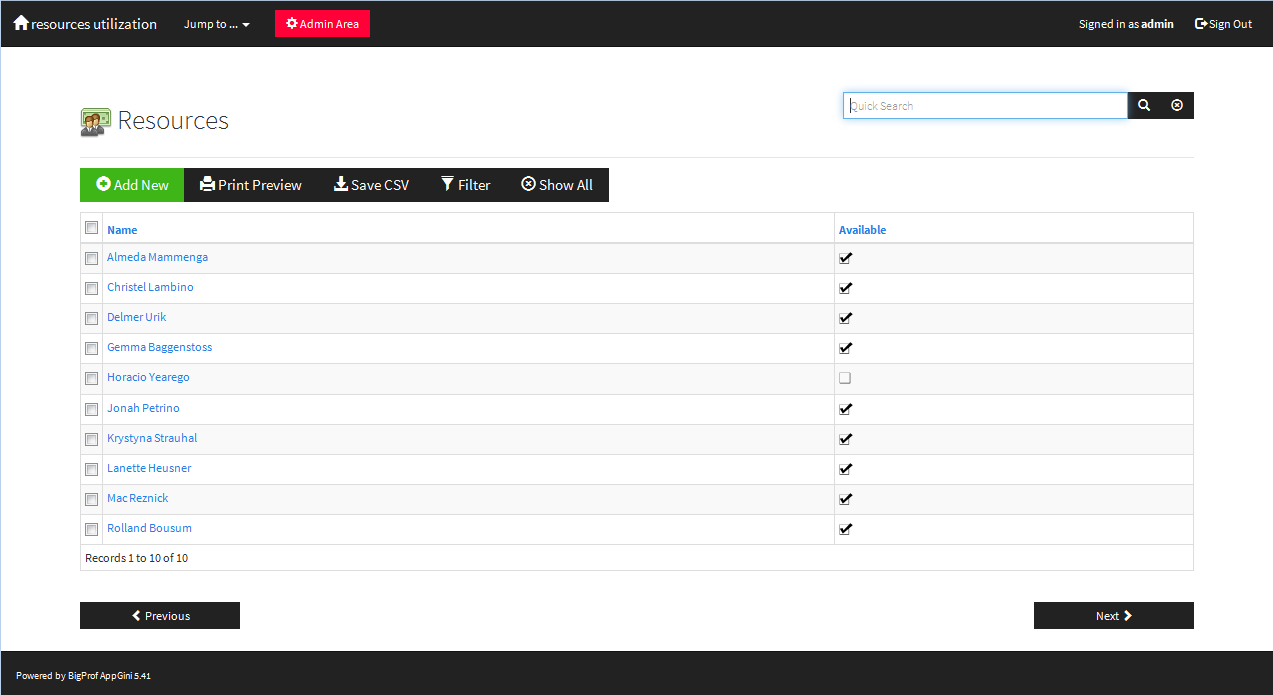 resources utilization Jump to ... Admin Area Signed in as admin Sign Out
Quick Search
Resources
Add New Print Preview Save CSV Filter Show All
Name Available
Almeda Mammenga
Christel Lambino
Delmer Urik
Gemma Baggenstoss
Horacio Yearego
Jonah Petrino
Krystyna Strauhal
Lanette Heusner
Mac Reznick
Rolland Bousum
Records 1 to 10 of 10
Previous Next
Powered by BigProf AppGini 5.41